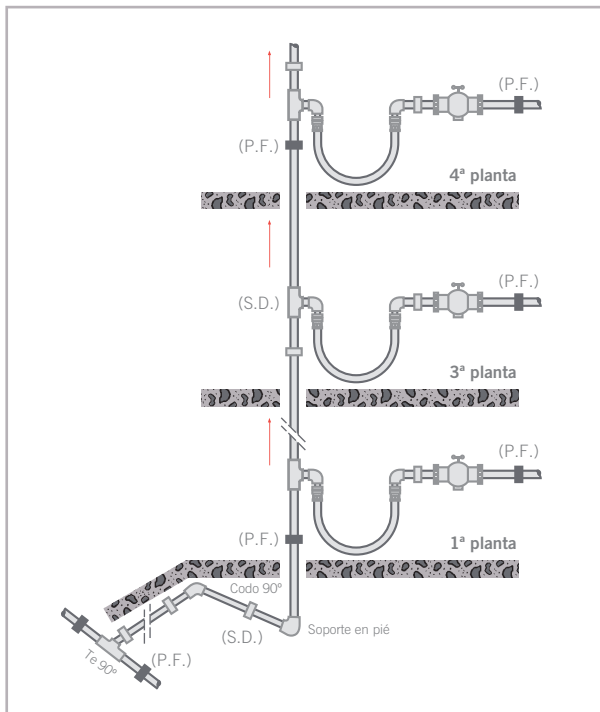 (P.F.)
(P.F.)
4ª planta
(P.F.)
(S.D.)
3ª planta
(P.F.)
(P.F.)
1ª planta
Codo 90º
Soporte en pié
(S.D.)
(P.F.)
Te 90º